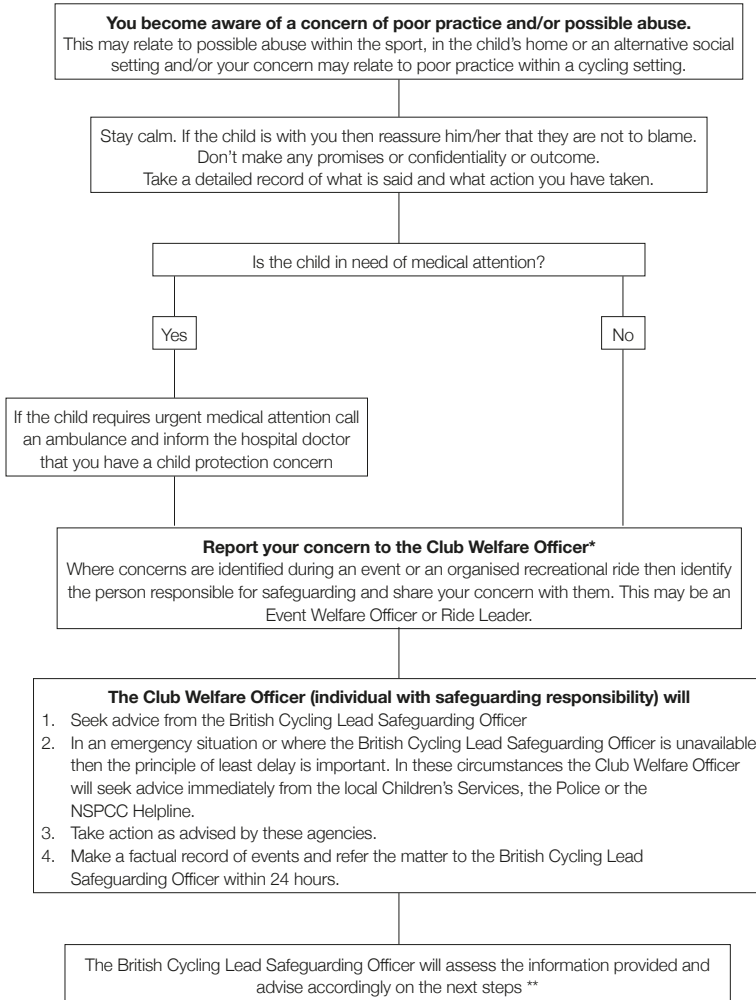 You become aware of a concern of poor practice and/or possible abuse.
This may relate to possible abuse within the sport, in the child's home or an alternative social
setting and/or your concern may relate to poor practice within a cycling setting.
Stay calm. If the child is with you then reassure him/her that they are not to blame.
Don't make any promises or confidentiality or outcome.
Take a detailed record of what is said and what action you have taken.
Is the child in need of medical attention?
Yes
No
If the child requires urgent medical attention call
an ambulance and inform the hospital doctor
that you have a child protection concern
Report your concern to the Club Welfare Officer*
Where concerns are identified during an event or an organised recreational ride then identify
the person responsible for safeguarding and share your concern with them. This may be an
Event Welfare Officer or Ride Leader.
The Club Welfare Officer (individual with safeguarding responsibility) will
1. Seek advice from the British Cycling Lead Safeguarding Officer
2. In an emergency situation or where the British Cycling Lead Safeguarding Officer is unavailable
then the principle of least delay is important. In these circumstances the Club Welfare Officer
will seek advice immediately from the local Children's Services, the Police or the
NSPCC Helpline.
3. Take action as advised by these agencies.
4. Make a factual record of events and refer the matter to the British Cycling Lead
Safeguarding Officer within 24 hours.
The British Cycling Lead Safeguarding Officer will assess the information provided and
advise accordingly on the next steps **